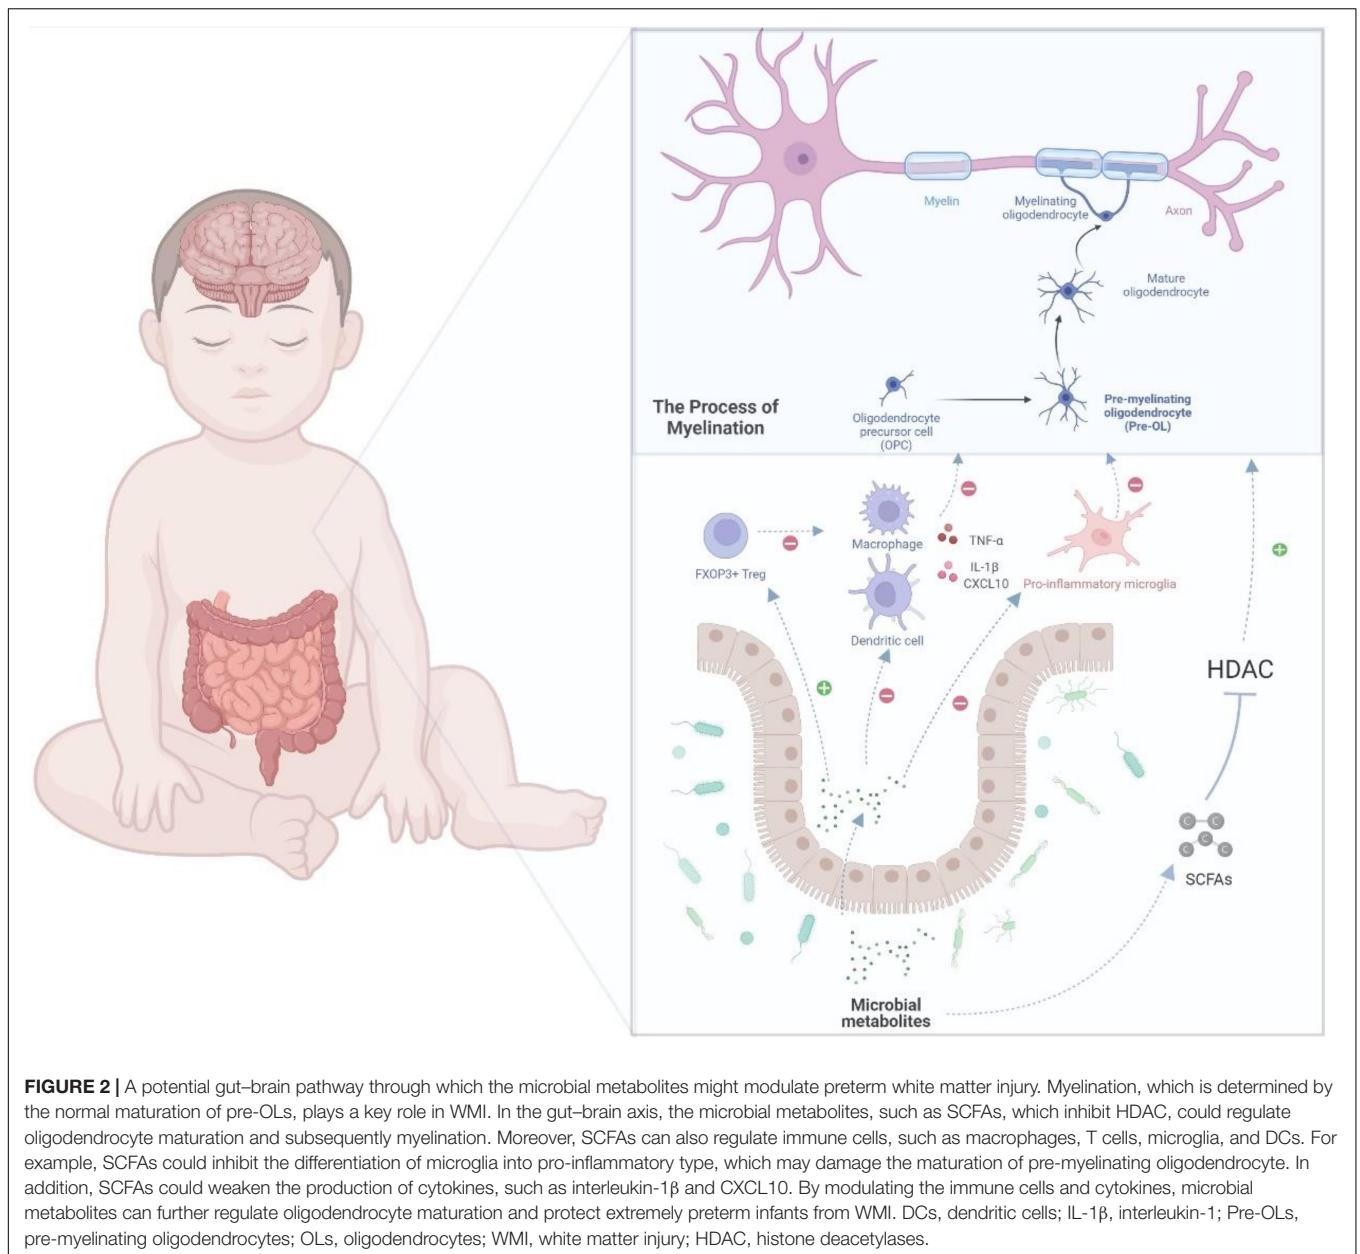 Myelin
Myelinating
oligodendrocyte
Axon
Mature
oligodendrocyte
The Process of
Myelination
Oligodendrocyte
precursor cell
(OPC)
Pre-myelinating
oligodendrocyte
(Pre-OL)
FXOP3+ Treg
Macrophage
Dendritic cell
TNF-α
IL-1β
CXCL10
Pro-inflammatory microglia
HDAC
C C
C
C C
SCFAs
Microbial
metabolites
FIGURE 2 | A potential gut–brain pathway through which the microbial metabolites might modulate preterm white matter injury. Myelination, which is determined by
the normal maturation of pre-OLs, plays a key role in WMI. In the gut–brain axis, the microbial metabolites, such as SCFAs, which inhibit HDAC, could regulate
oligodendrocyte maturation and subsequently myelination. Moreover, SCFAs can also regulate immune cells, such as macrophages, T cells, microglia, and DCs. For
example, SCFAs could inhibit the differentiation of microglia into pro-inflammatory type, which may damage the maturation of pre-myelinating oligodendrocyte. In
addition, SCFAs could weaken the production of cytokines, such as interleukin-1β and CXCL10. By modulating the immune cells and cytokines, microbial
metabolites can further regulate oligodendrocyte maturation and protect extremely preterm infants from WMI. DCs, dendritic cells; IL-1β, interleukin-1; Pre-OLs,
pre-myelinating oligodendrocytes; OLs, oligodendrocytes; WMI, white matter injury; HDAC, histone deacetylases.